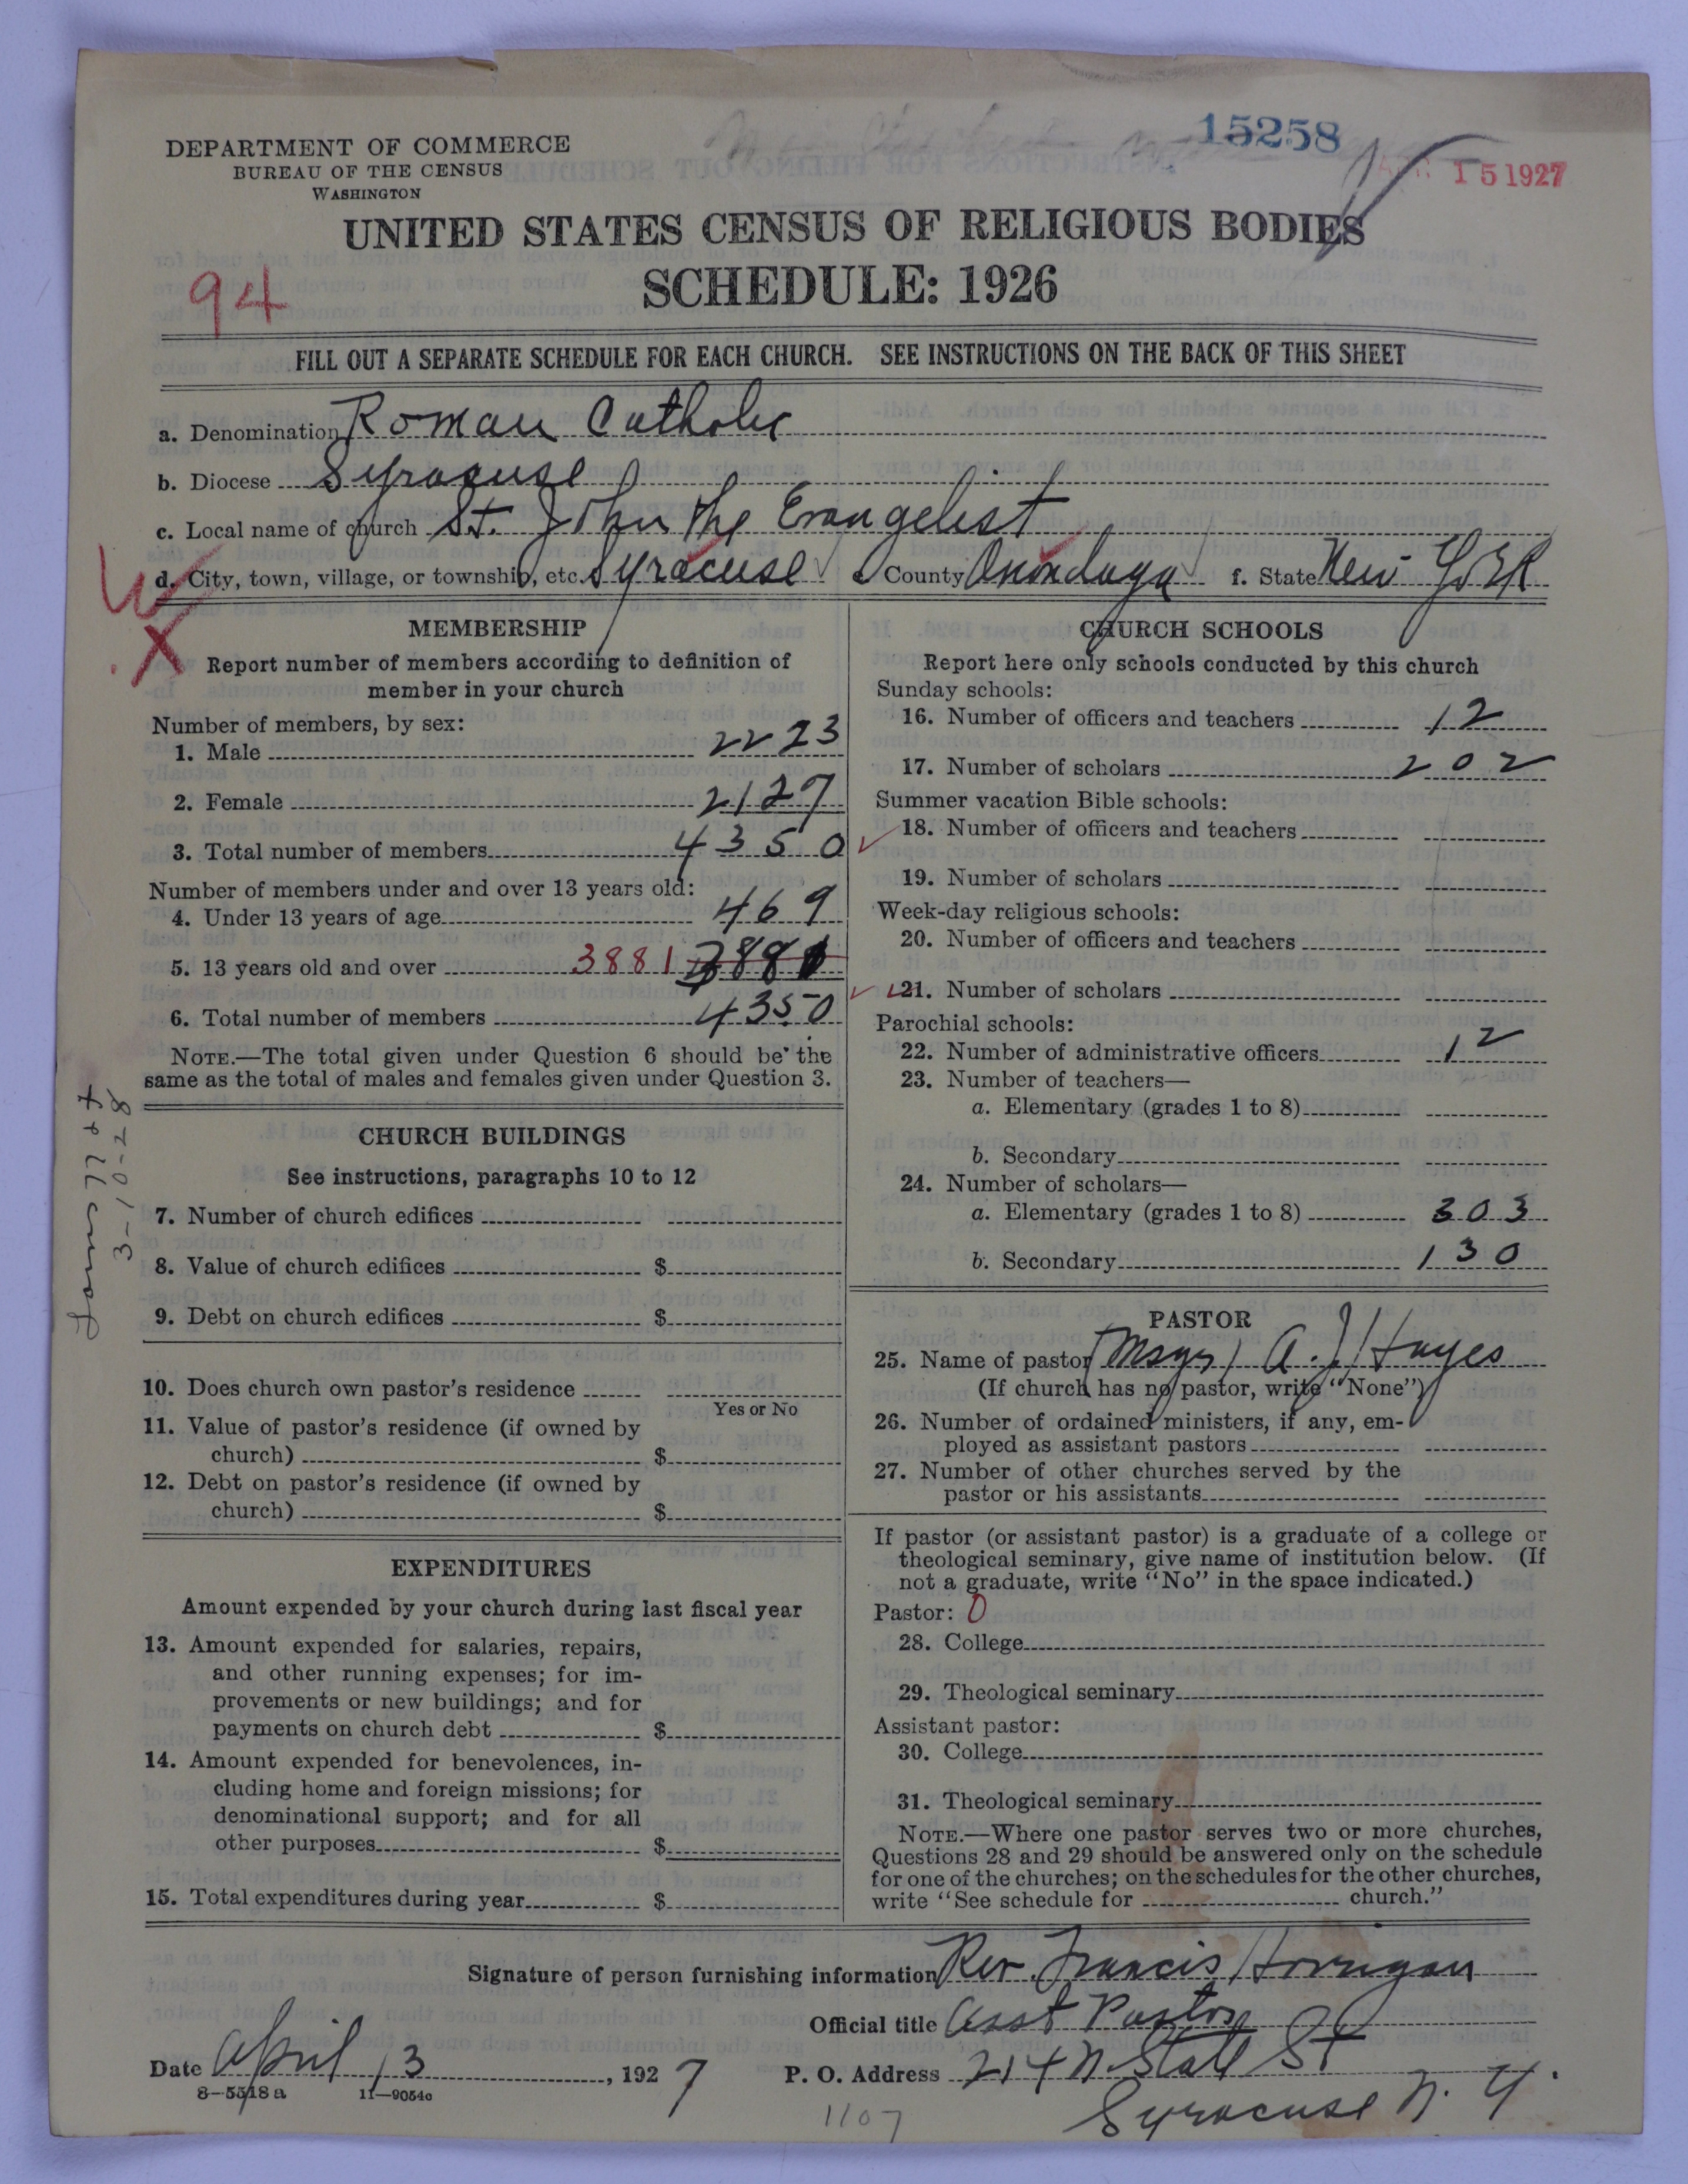 15258
15 1927
DEPARTMENT OF COMMERCE
BUREAU OF THE CENSUS
WASHINGTON
UNITED STATES CENSUS OF RELIGIOUS BODIES
SCHEDULE: 1926
94
FILL OUT A SEPARATE SCHEDULE FOR EACH CHURCH. SEE INSTRUCTIONS ON THE BACK OF THIS SHEET
a. Denomination Roman Catholic
b. Diocese Syracuse
c. Local name of church St. John the Evangelist
d. City, town, village, or township, etc. Syracuse e. County Onondaga f. State New York
MEMBERSHIP
Report number of members according to definition of
member in your church
Number of members, by sex:
1. Male 2223
2. Female 2127
3. Total number of members 4350
Number of members under and over 13 years old:
4. Under 13 years of age 469
5. 13 years old and over 3881 3881
6. Total number of members 4350
NOTE.—The total given under Question 6 should be the
same as the total of males and females given under Question 3.
CHURCH BUILDINGS
See instructions, paragraphs 10 to 12
7. Number of church edifices
8. Value of church edifices $
9. Debt on church edifices $
10. Does church own pastor's residence
Yes or No
11. Value of pastor's residence (if owned by
church) $
12. Debt on pastor's residence (if owned by
church) $
EXPENDITURES
Amount expended by your church during last fiscal year
13. Amount expended for salaries, repairs,
and other running expenses; for im-
provements or new buildings; and for
payments on church debt $
14. Amount expended for benevolences, in-
cluding home and foreign missions; for
denominational support; and for all
other purposes $
15. Total expenditures during year $
3-10-28
CHURCH SCHOOLS
Report here only schools conducted by this church
Sunday schools:
16. Number of officers and teachers 12
17. Number of scholars 202
Summer vacation Bible schools:
18. Number of officers and teachers
19. Number of scholars
Week-day religious schools:
20. Number of officers and teachers
21. Number of scholars
Parochial schools:
22. Number of administrative officers 12
23. Number of teachers—
a. Elementary (grades 1 to 8)
b. Secondary
24. Number of scholars—
a. Elementary (grades 1 to 8) 303
b. Secondary 130
PASTOR
25. Name of pastor (Msgr) A. J. Hayes
(If church has no pastor, write "None")
26. Number of ordained ministers, if any, em-
ployed as assistant pastors
27. Number of other churches served by the
pastor or his assistants
If pastor (or assistant pastor) is a graduate of a college or
theological seminary, give name of institution below. (If
not a graduate, write "No" in the space indicated.)
Pastor: 0
28. College
29. Theological seminary
Assistant pastor:
30. College
31. Theological seminary
NOTE.—Where one pastor serves two or more churches,
Questions 28 and 29 should be answered only on the schedule
for one of the churches; on the schedules for the other churches,
write "See schedule for church."
Signature of person furnishing information Rev. Francis Horrigan
Official title Asst Pastor
Date April 13, 1927 P. O. Address 214 N. State St
Syracuse N. Y.
8-5518a 11-9054c
1107